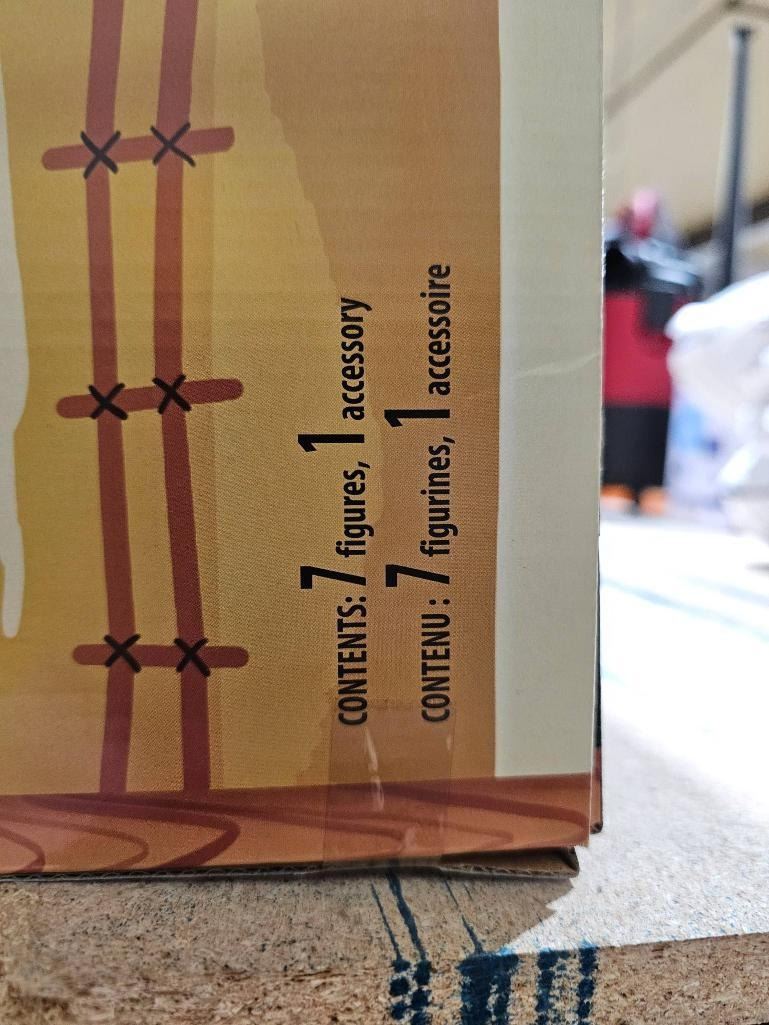 CONTENTS: 7 figures, 1 accessory
CONTENU : 7 figurines, 1 accessoire